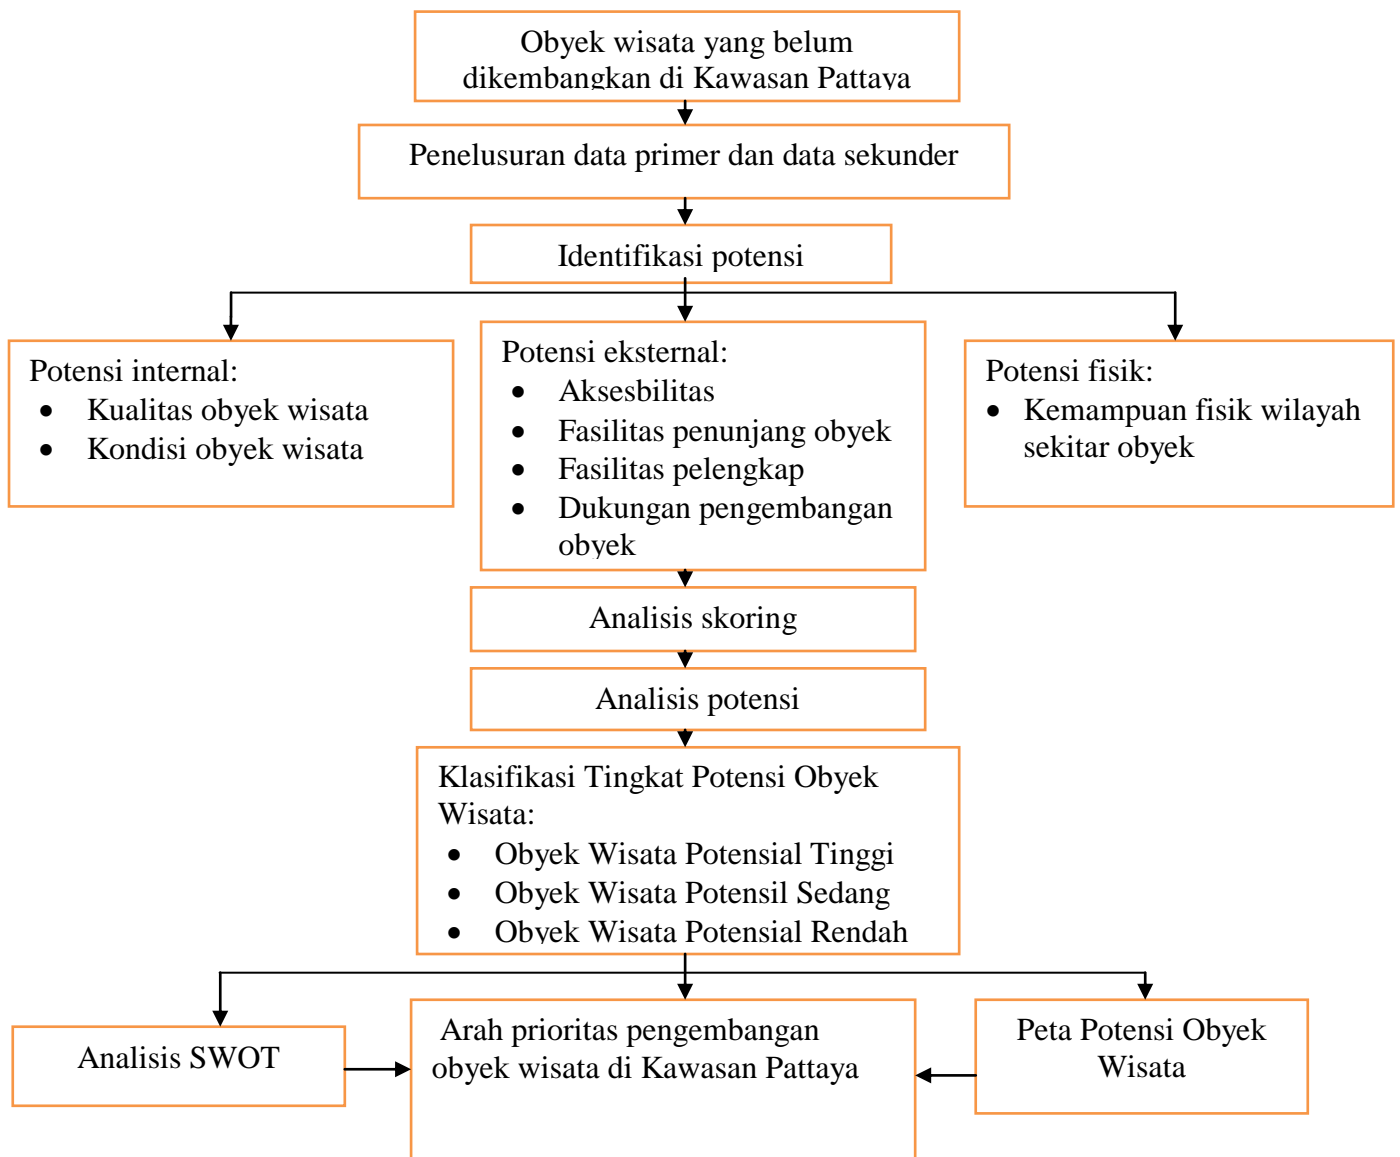 Obyek wisata yang belum
dikembangkan di Kawasan Pattaya
Penelusuran data primer dan data sekunder
Identifikasi potensi
Potensi internal:
• Kualitas obyek wisata
• Kondisi obyek wisata
Potensi eksternal:
• Aksesbilitas
• Fasilitas penunjang obyek
• Fasilitas pelengkap
• Dukungan pengembangan
obyek
Potensi fisik:
• Kemampuan fisik wilayah
sekitar obyek
Analisis skoring
Analisis potensi
Klasifikasi Tingkat Potensi Obyek
Wisata:
• Obyek Wisata Potensial Tinggi
• Obyek Wisata Potensil Sedang
• Obyek Wisata Potensial Rendah
Analisis SWOT
Arah prioritas pengembangan
obyek wisata di Kawasan Pattaya
Peta Potensi Obyek
Wisata